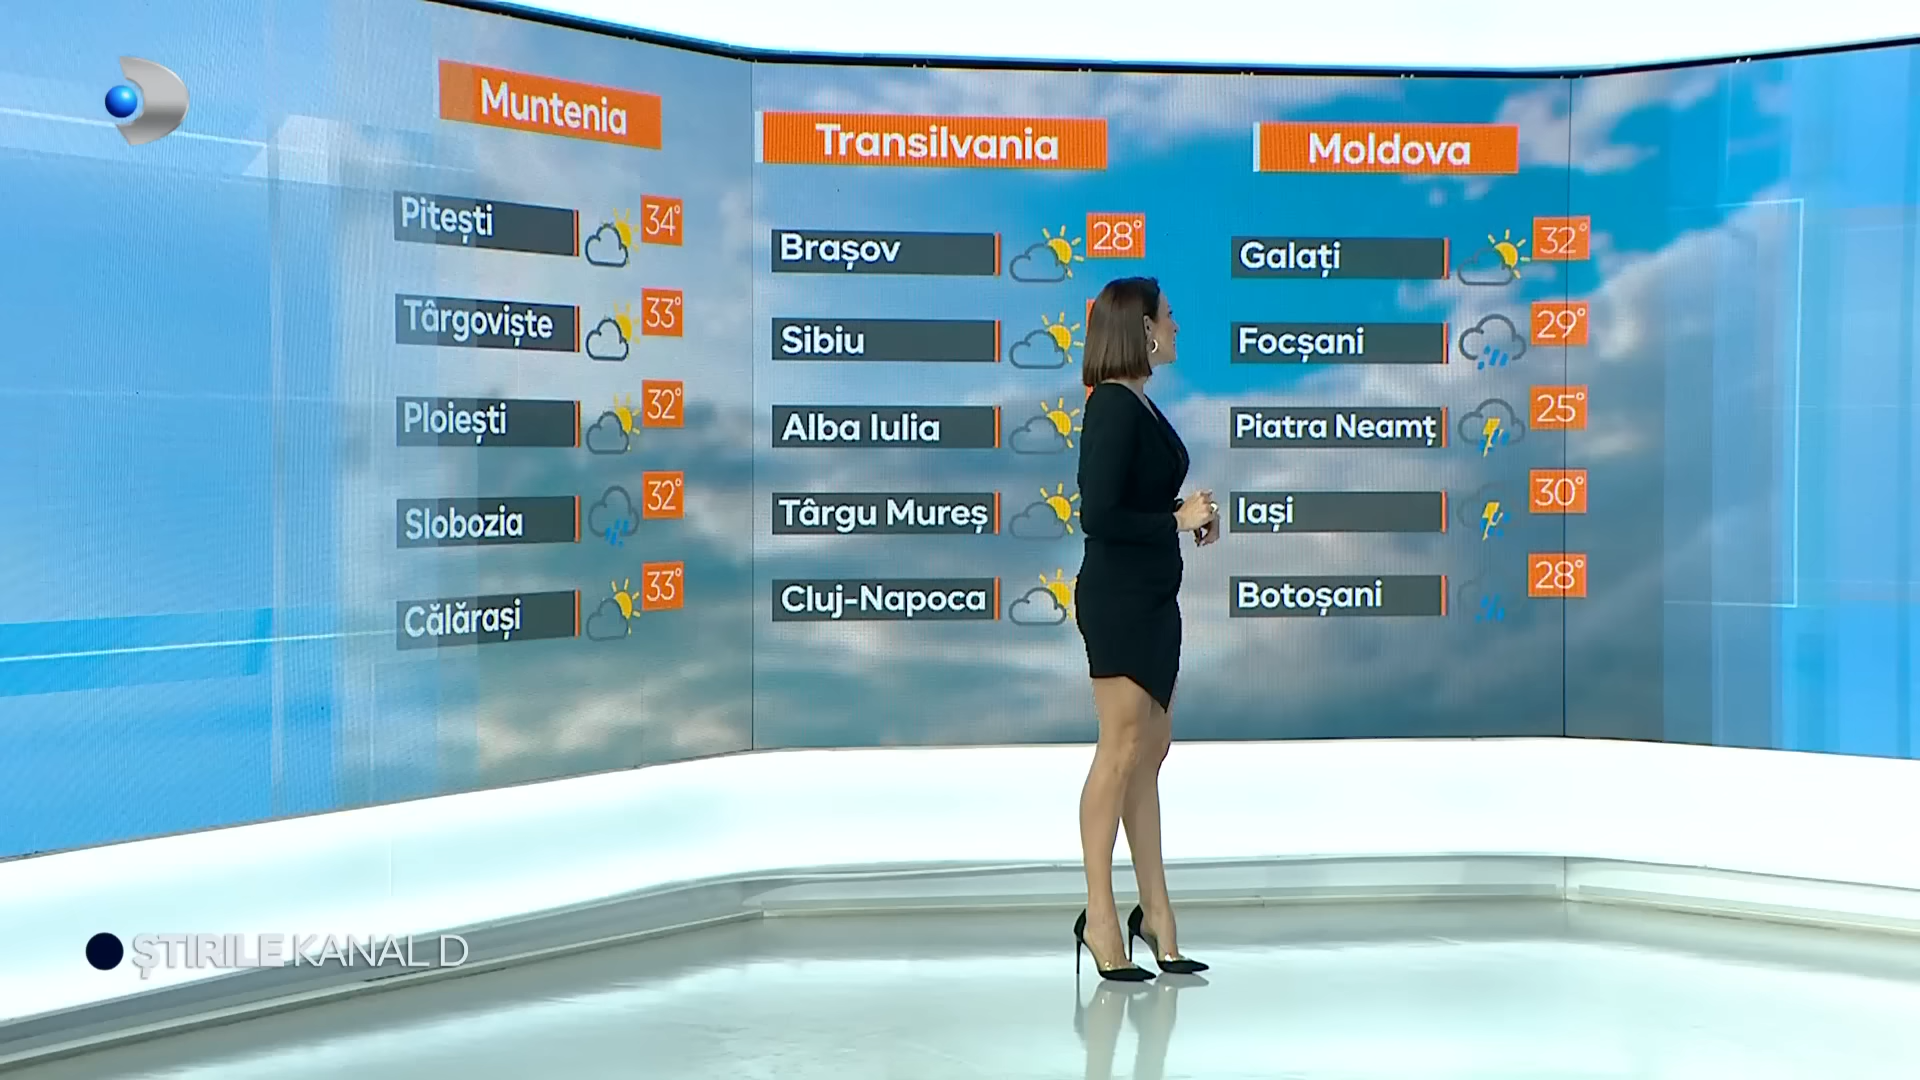 Muntenia
Pitești 34°
Târgoviște 33°
Ploiești 32°
Slobozia 32°
Călărași 33°
Transilvania
Brașov 28°
Sibiu
Alba Iulia
Târgu Mureș
Cluj-Napoca
Moldova
Galați 32°
Focșani 29°
Piatra Neamț 25°
Iași 30°
Botoșani 28°
ȘTIRILE KANAL D